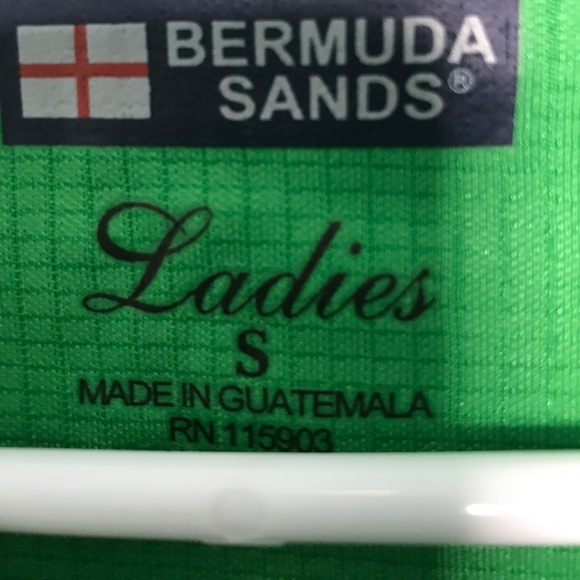 BERMUDA
SANDS®
Ladies
S
MADE IN GUATEMALA
RN 115903